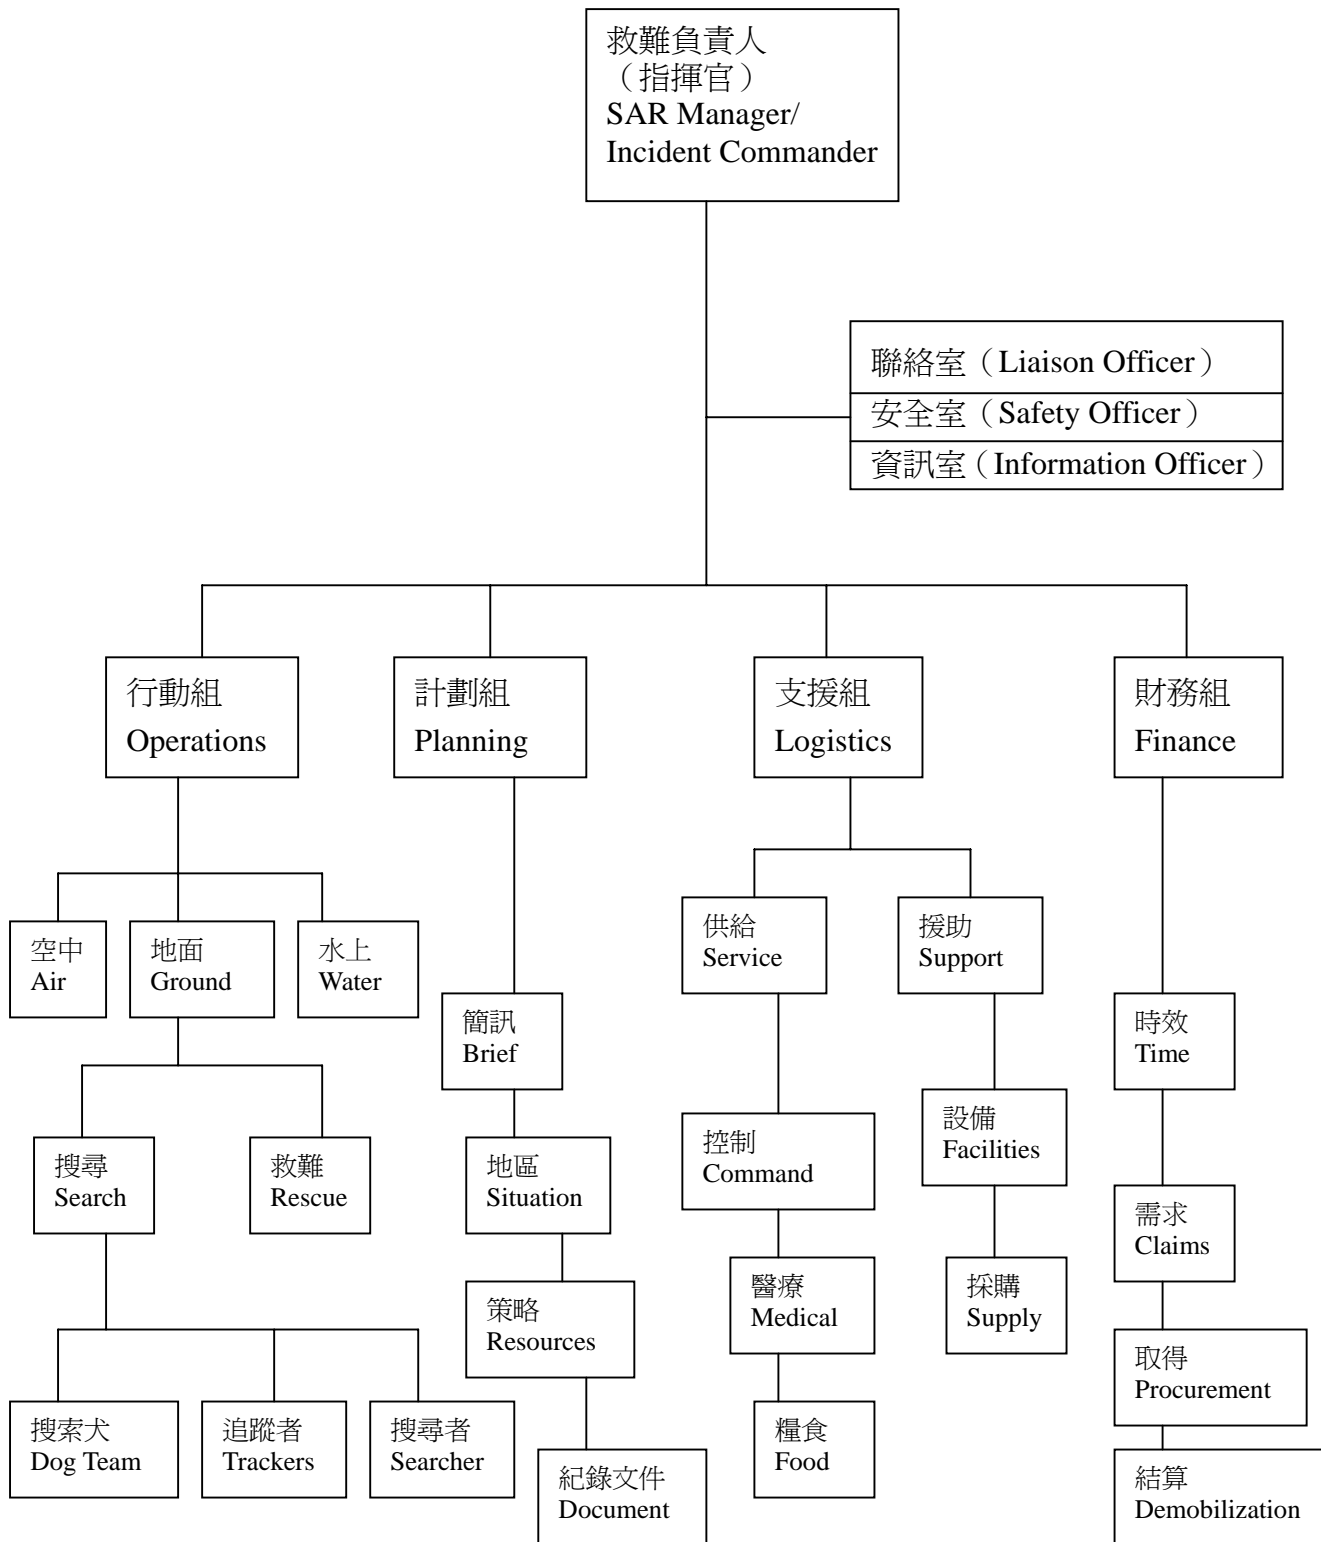 救難負責人
（指揮官）
SAR Manager/
Incident Commander
聯絡室（Liaison Officer）
安全室（Safety Officer）
資訊室（Information Officer）
行動組
Operations
計劃組
Planning
支援組
Logistics
財務組
Finance
空中
Air
地面
Ground
水上
Water
供給
Service
援助
Support
簡訊
Brief
時效
Time
搜尋
Search
救難
Rescue
地區
Situation
控制
Command
設備
Facilities
需求
Claims
策略
Resources
醫療
Medical
採購
Supply
取得
Procurement
搜索犬
Dog Team
追蹤者
Trackers
搜尋者
Searcher
紀錄文件
Document
糧食
Food
結算
Demobilization